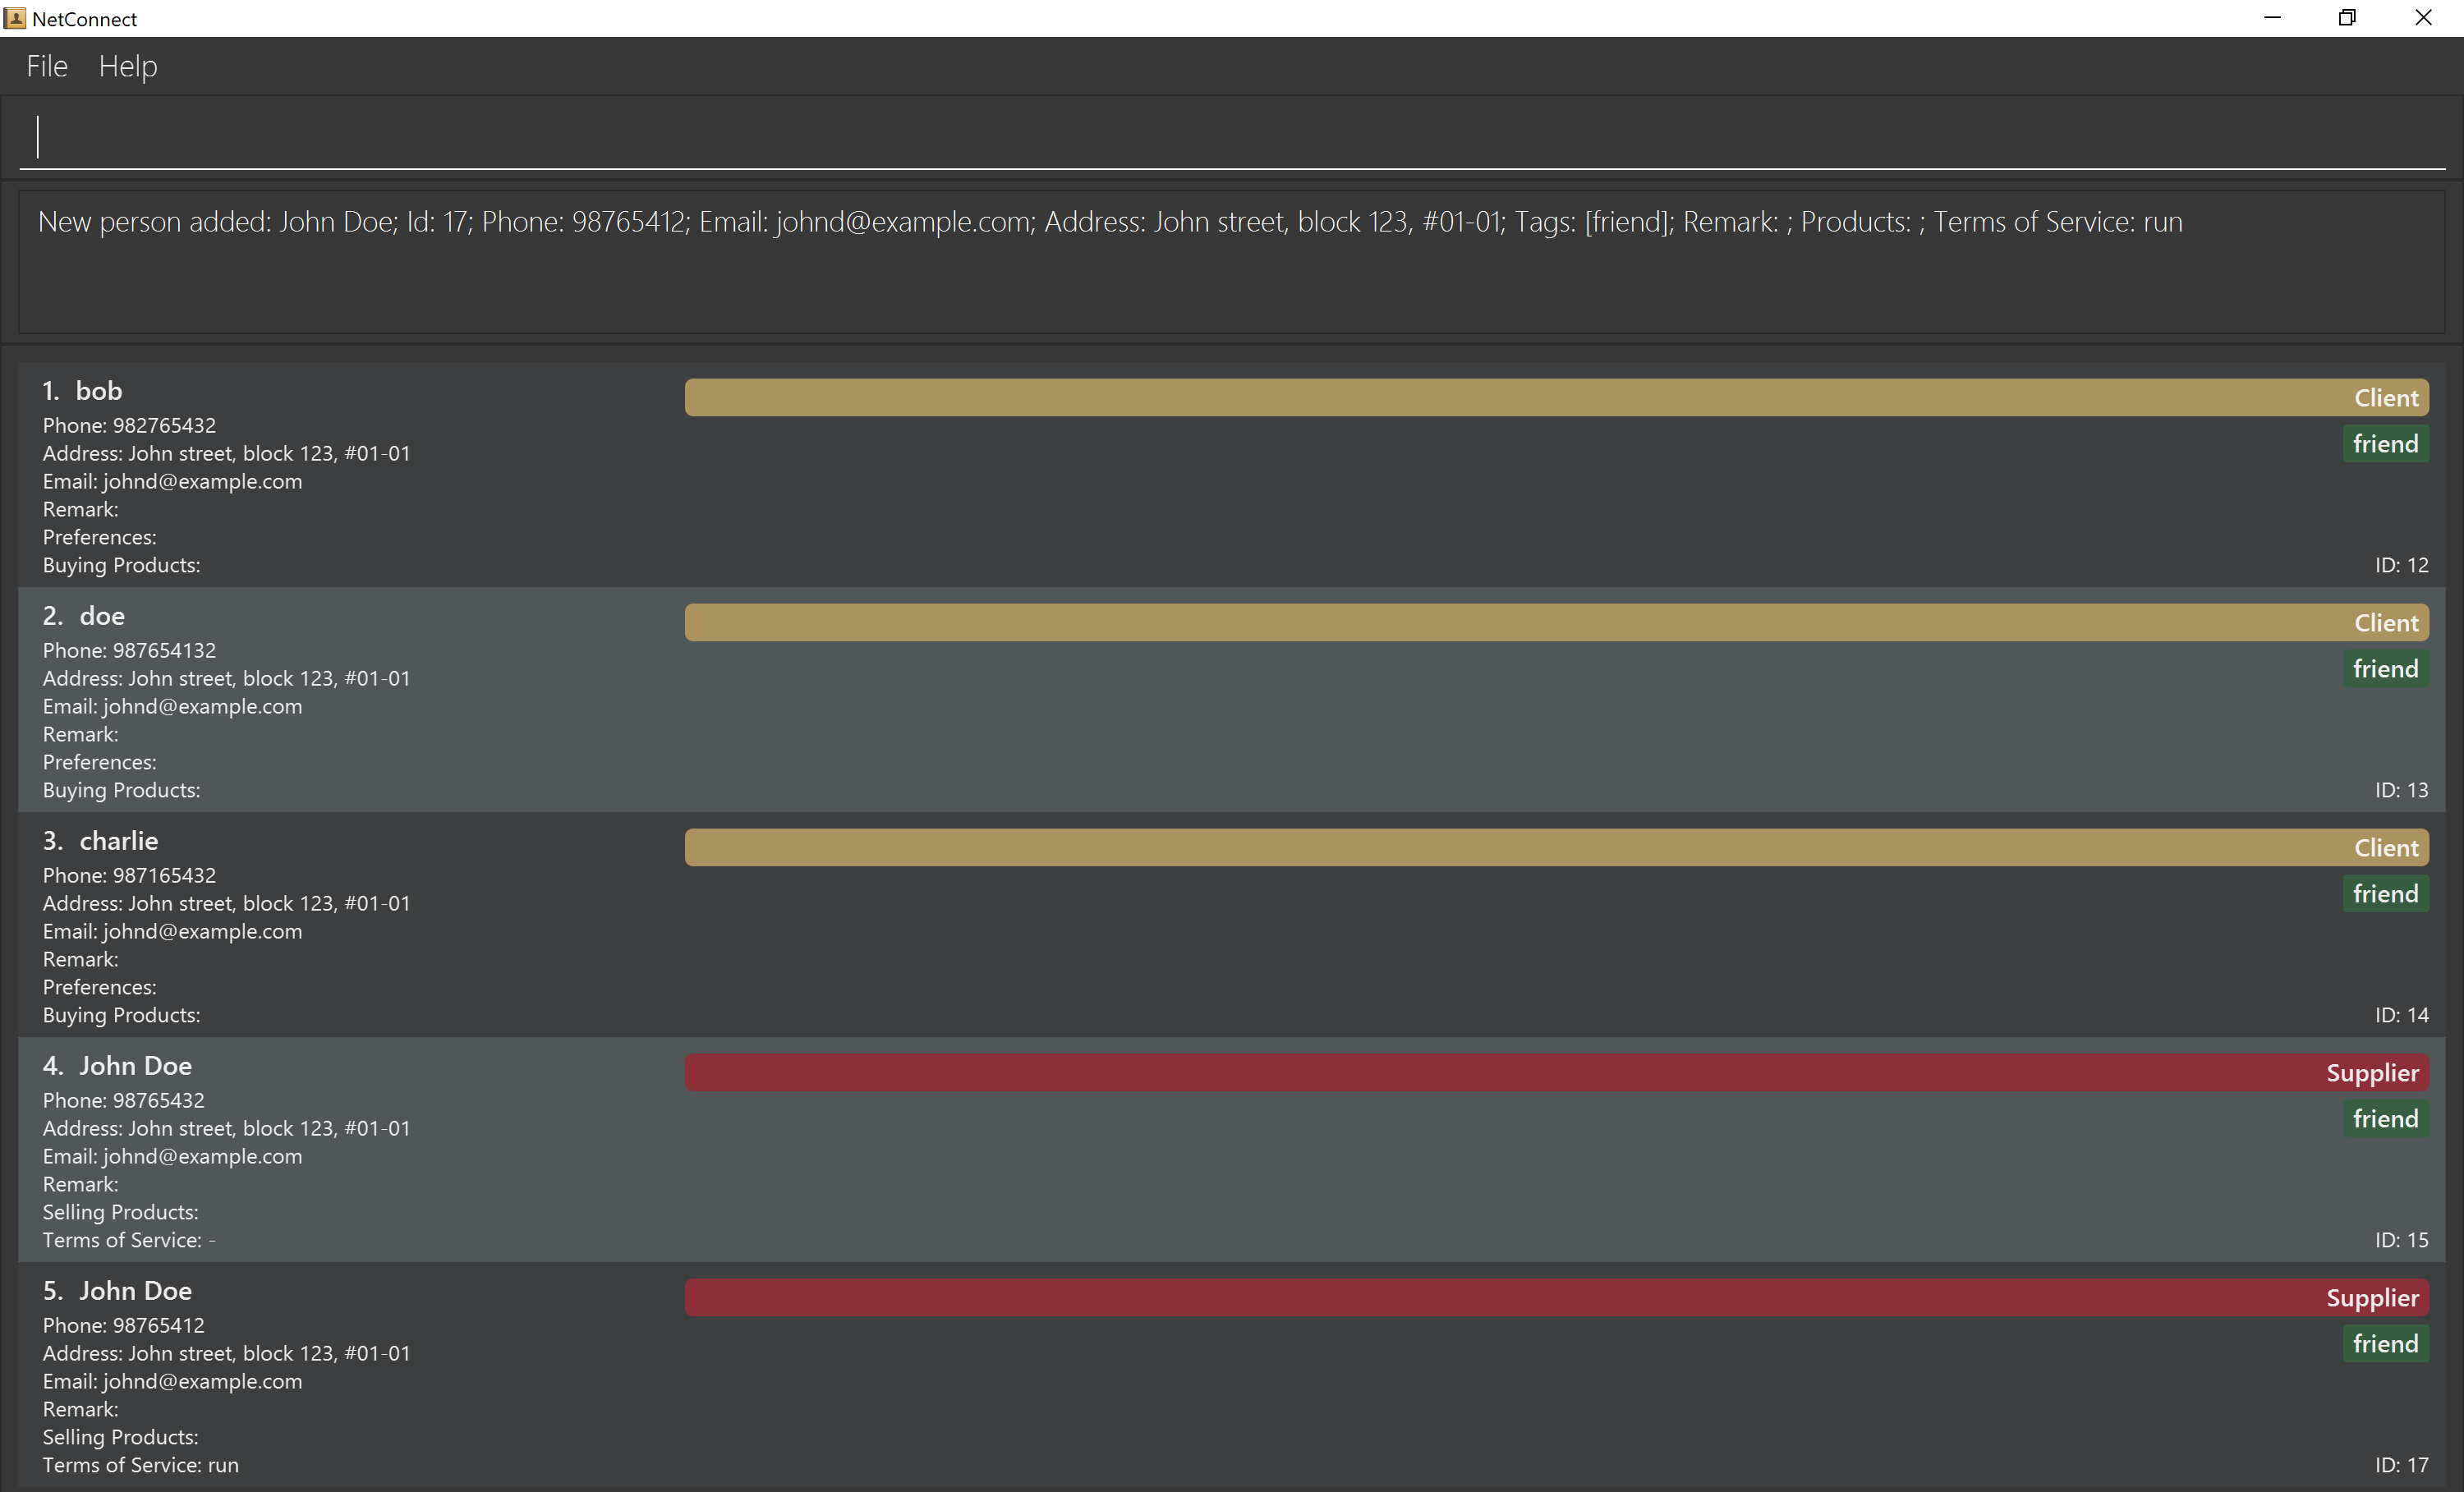 NetConnect
File Help
New person added: John Doe; Id: 17; Phone: 98765412; Email: johnd@example.com; Address: John street, block 123, #01-01; Tags: [friend]; Remark: ; Products: ; Terms of Service: run
1. bob
Client
Phone: 982765432
friend
Address: John street, block 123, #01-01
Email: johnd@example.com
Remark:
Preferences:
Buying Products:
ID: 12
2. doe
Client
Phone: 987654132
friend
Address: John street, block 123, #01-01
Email: johnd@example.com
Remark:
Preferences:
Buying Products:
ID: 13
3. charlie
Client
Phone: 987165432
friend
Address: John street, block 123, #01-01
Email: johnd@example.com
Remark:
Preferences:
Buying Products:
ID: 14
4. John Doe
Supplier
Phone: 98765432
friend
Address: John street, block 123, #01-01
Email: johnd@example.com
Remark:
Selling Products:
Terms of Service: -
ID: 15
5. John Doe
Supplier
Phone: 98765412
friend
Address: John street, block 123, #01-01
Email: johnd@example.com
Remark:
Selling Products:
Terms of Service: run
ID: 17